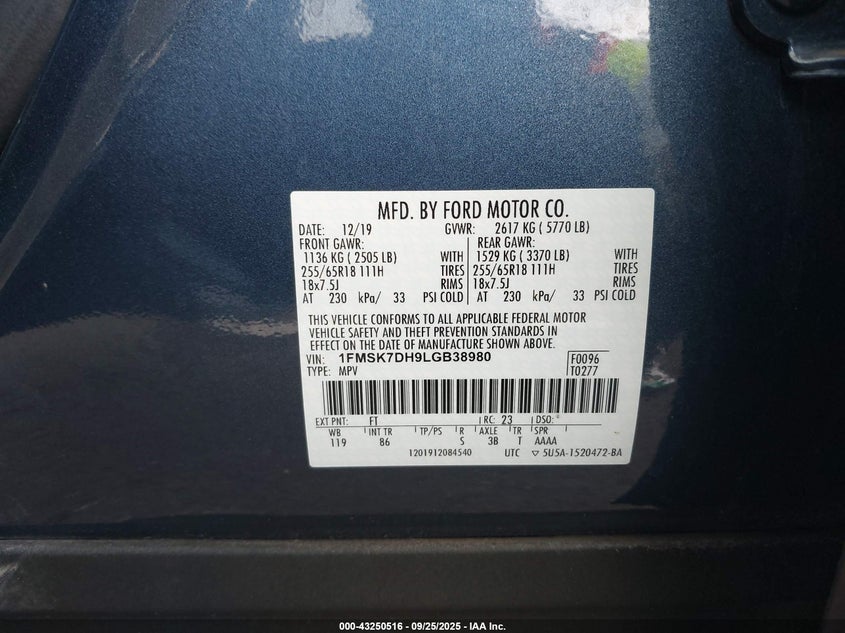 MFD. BY FORD MOTOR CO.
DATE: 12/19 GVWR: 2617 KG ( 5770 LB)
FRONT GAWR: REAR GAWR:
1136 KG ( 2505 LB) WITH 1529 KG ( 3370 LB) WITH
255/65R18 111H TIRES 255/65R18 111H TIRES
18x7.5J RIMS 18x7.5J RIMS
AT 230 kPa/ 33 PSI COLD AT 230 kPa/ 33 PSI COLD
THIS VEHICLE CONFORMS TO ALL APPLICABLE FEDERAL MOTOR
VEHICLE SAFETY AND THEFT PREVENTION STANDARDS IN
EFFECT ON THE DATE OF MANUFACTURE SHOWN ABOVE.
VIN: 1FMSK7DH9LGB38980 F0096
TYPE: MPV T0277
EXT PNT: FT RC: 23 DSO:
WB INT TR TP/PS R AXLE TR SPR
119 86 S 3B T AAAA
1201912084540 UTC ▽ 5U5A-1520472-BA
000-43250516 - 09/25/2025 - IAA Inc.